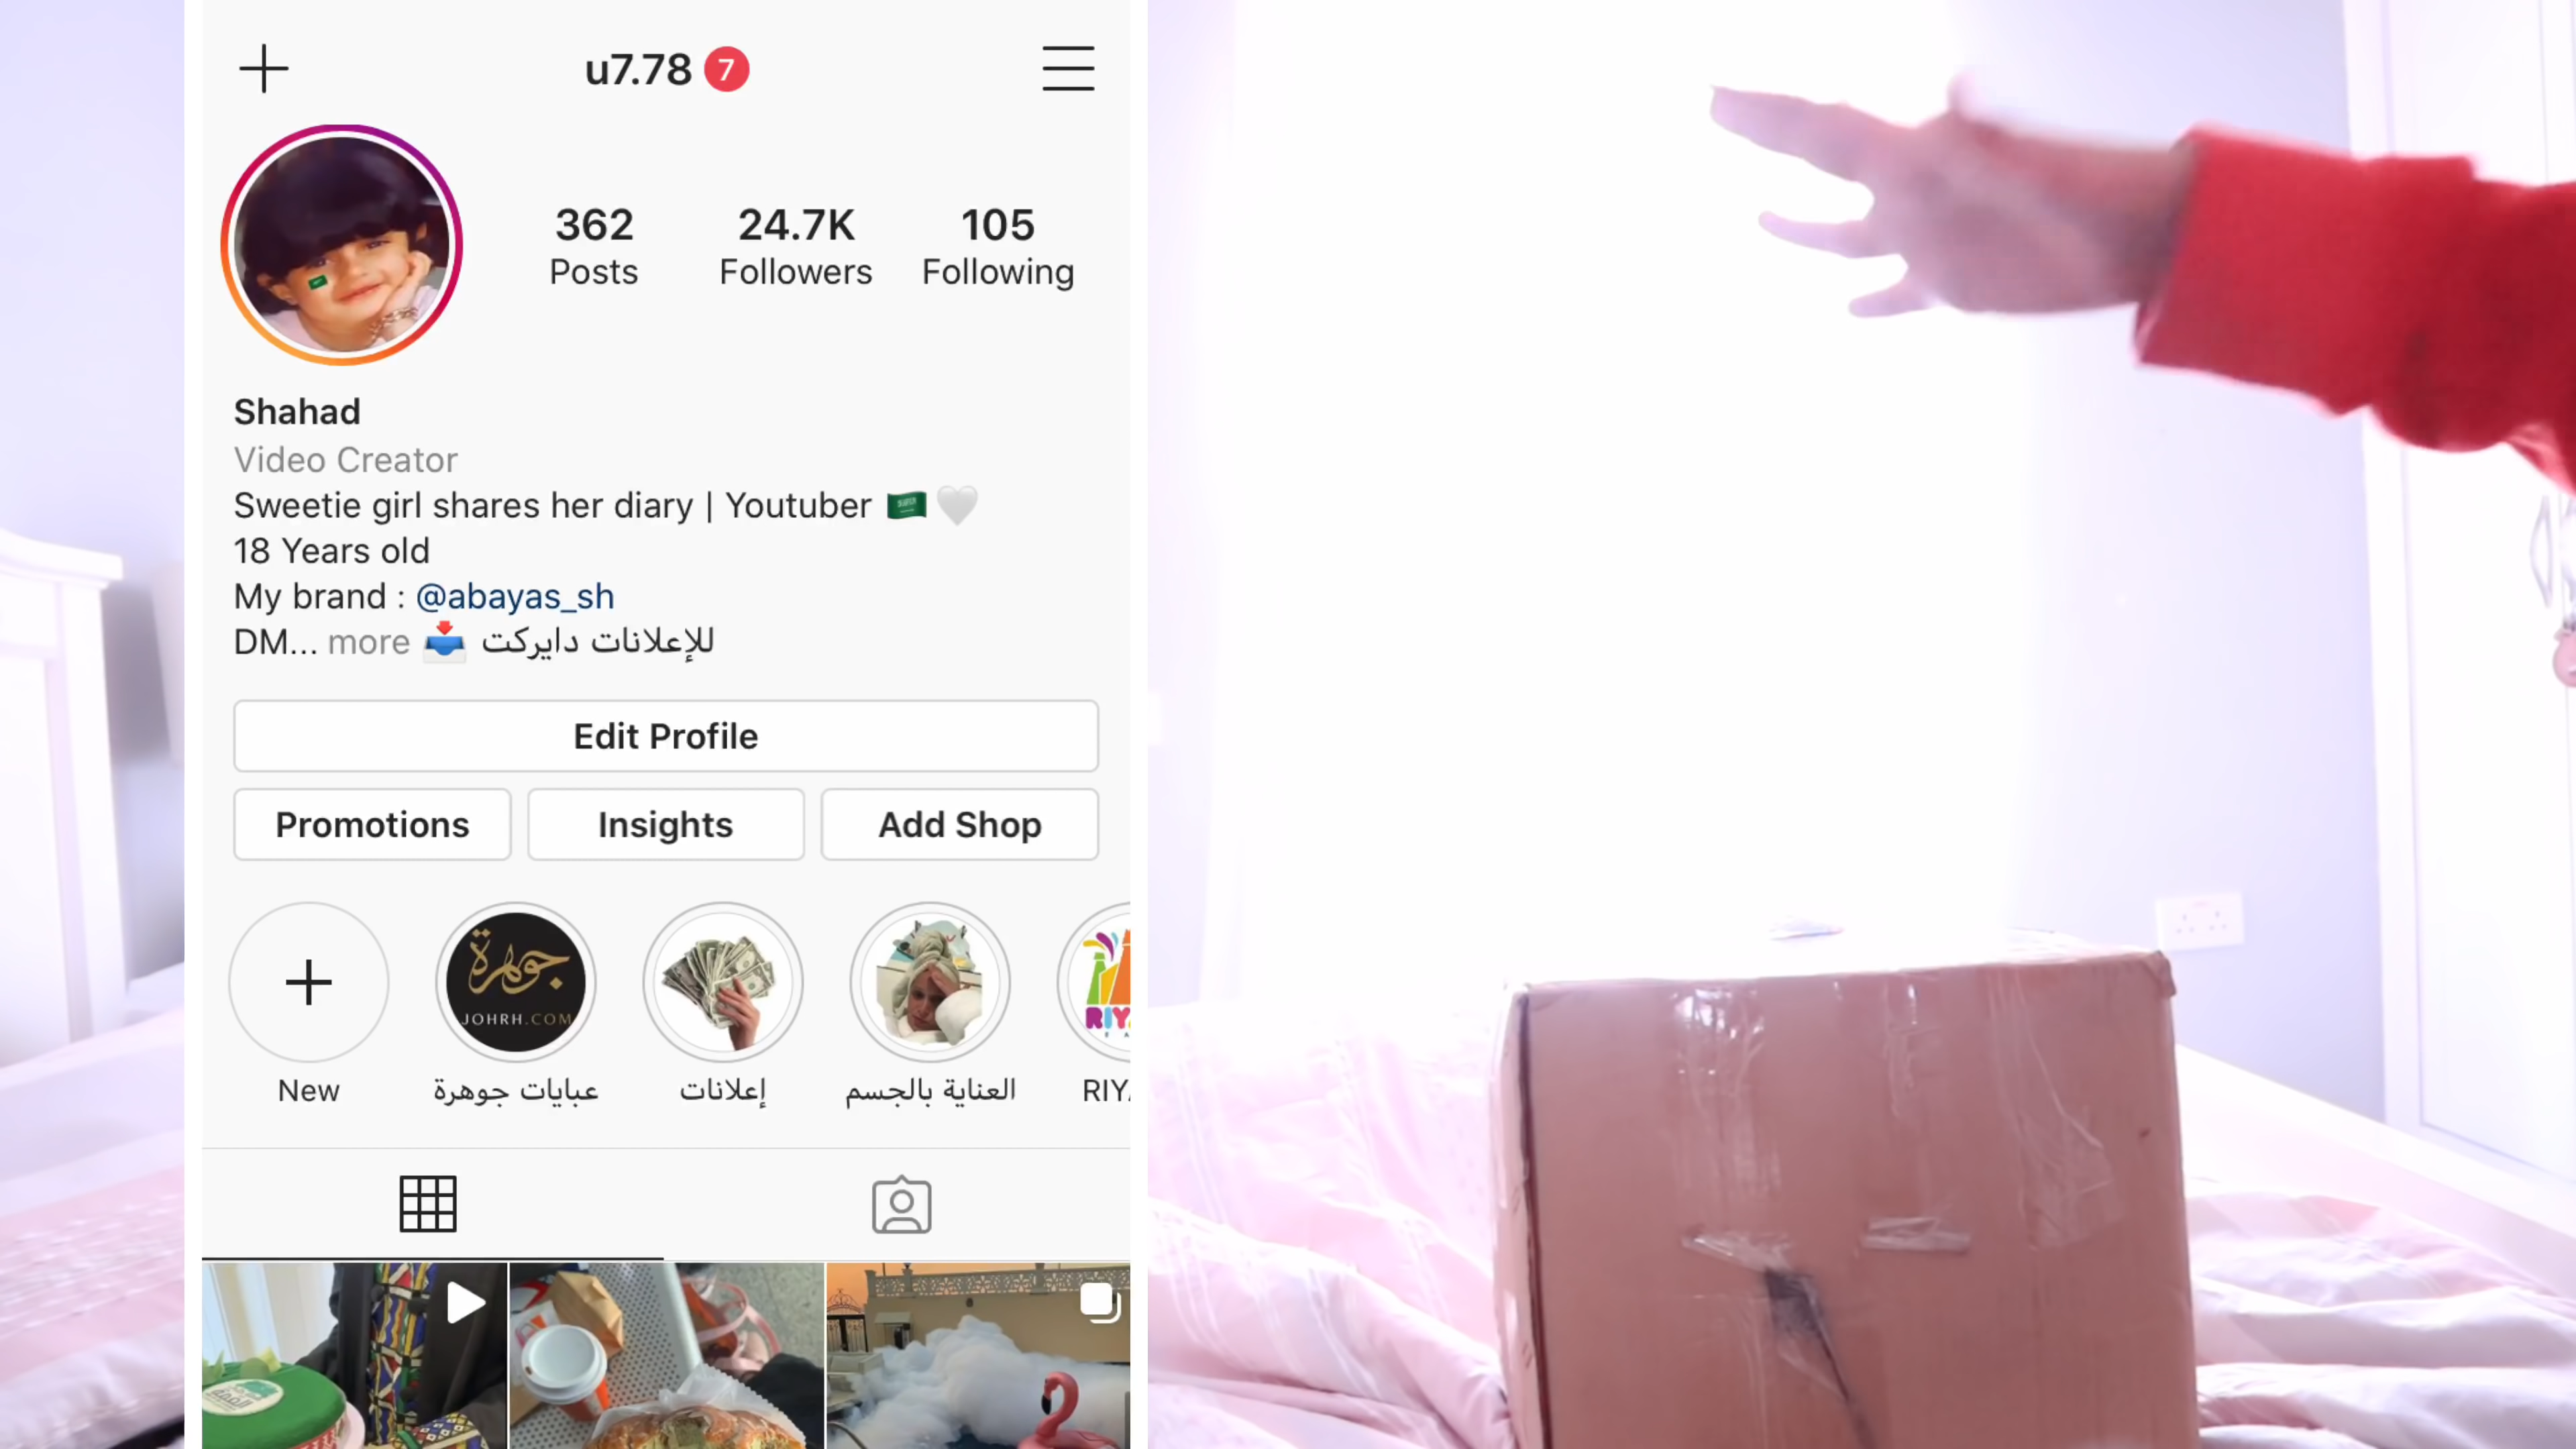 u7.78 7
362 24.7K 105
Posts Followers Following
Shahad
Video Creator
Sweetie girl shares her diary | Youtuber 🇸🇦🤍
18 Years old
My brand : @abayas_sh
DM... more 📥 للإعلانات دايركت
Edit Profile
Promotions Insights Add Shop
جوهرة
JOHRH.COM
New عبايات جوهرة إعلانات العناية بالجسم